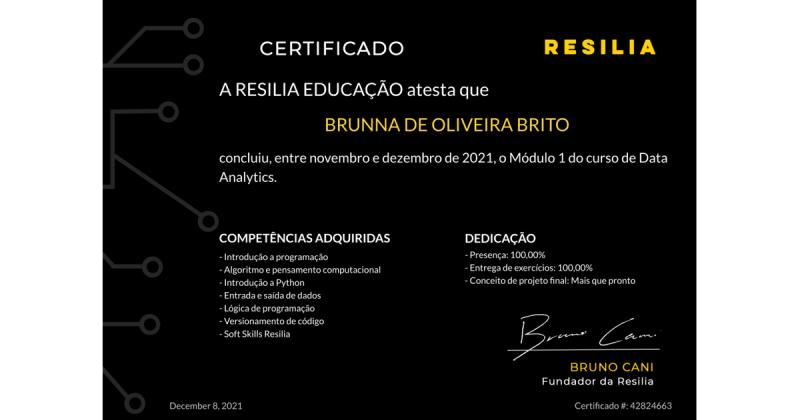 CERTIFICADO
RESILIA
A RESILIA EDUCAÇÃO atesta que
BRUNNA DE OLIVEIRA BRITO
concluiu, entre novembro e dezembro de 2021, o Módulo 1 do curso de Data
Analytics.
COMPETÊNCIAS ADQUIRIDAS
- Introdução a programação
- Algoritmo e pensamento computacional
- Introdução a Python
- Entrada e saída de dados
- Lógica de programação
- Versionamento de código
- Soft Skills Resilia
DEDICAÇÃO
- Presença: 100,00%
- Entrega de exercícios: 100,00%
- Conceito de projeto final: Mais que pronto
Bruno Cani
BRUNO CANI
Fundador da Resilia
December 8, 2021
Certificado #: 42824663